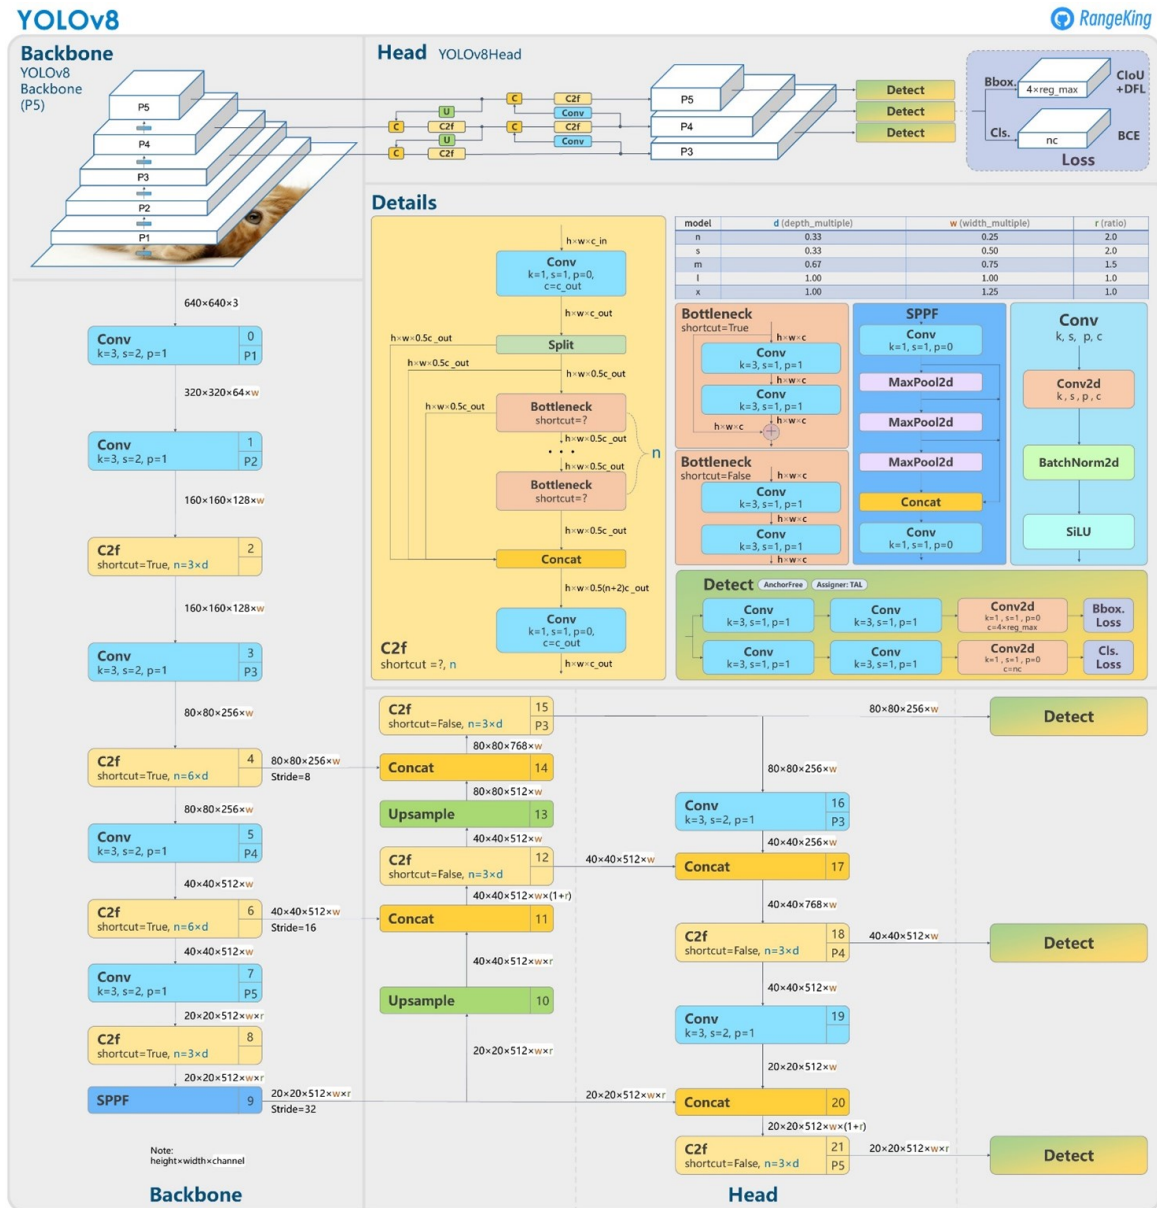 YOLOv8
RangeKing
Backbone
YOLOv8
Backbone
(P5)
P5
P4
P3
P2
P1
Head YOLOv8Head
U
C
C2f
U
C
C2f
C
C2f
Conv
C
C2f
Conv
P5
P4
P3
Detect
Detect
Detect
Bbox.
4×reg_max
CIoU
+DFL
Cls.
nc
BCE
Loss
Details
h×w×c_in
Conv
k=1, s=1, p=0,
c=c_out
h×w×c_out
h×w×0.5c_out
Split
h×w×0.5c_out
h×w×0.5c_out
h×w×0.5c_out
Bottleneck
shortcut=?
h×w×0.5c_out
• • •
n
h×w×0.5c_out
Bottleneck
shortcut=?
h×w×0.5c_out
Concat
h×w×0.5(n+2)c_out
Conv
k=1, s=1, p=0,
c=c_out
C2f
shortcut =?, n
h×w×c_out
model d (depth_multiple) w (width_multiple) r (ratio)
n 0.33 0.25 2.0
s 0.33 0.50 2.0
m 0.67 0.75 1.5
l 1.00 1.00 1.0
x 1.00 1.25 1.0
Bottleneck
shortcut=True
h×w×c
Conv
k=3, s=1, p=1
h×w×c
Conv
k=3, s=1, p=1
h×w×c
h×w×c
+
Bottleneck
shortcut=False
h×w×c
Conv
k=3, s=1, p=1
h×w×c
Conv
k=3, s=1, p=1
h×w×c
SPPF
Conv
k=1, s=1, p=0
MaxPool2d
MaxPool2d
MaxPool2d
Concat
Conv
k=1, s=1, p=0
Conv
k, s, p, c
Conv2d
k, s, p, c
BatchNorm2d
SiLU
Detect AnchorFree Assigner: TAL
Conv
k=3, s=1, p=1
Conv
k=3, s=1, p=1
Conv2d
k=1, s=1, p=0
c=4×reg_max
Bbox.
Loss
Conv
k=3, s=1, p=1
Conv
k=3, s=1, p=1
Conv2d
k=1, s=1, p=0
c=nc
Cls.
Loss
640×640×3
Conv 0
k=3, s=2, p=1 P1
320×320×64×w
Conv 1
k=3, s=2, p=1 P2
160×160×128×w
C2f 2
shortcut=True, n=3×d
160×160×128×w
Conv 3
k=3, s=2, p=1 P3
80×80×256×w
C2f 4
shortcut=True, n=6×d
80×80×256×w
Stride=8
80×80×256×w
Conv 5
k=3, s=2, p=1 P4
40×40×512×w
C2f 6
shortcut=True, n=6×d
40×40×512×w
Stride=16
40×40×512×w
Conv 7
k=3, s=2, p=1 P5
20×20×512×w×r
C2f 8
shortcut=True, n=3×d
20×20×512×w×r
SPPF 9
20×20×512×w×r
Stride=32
Note:
height×width×channel
Backbone
C2f 15
shortcut=False, n=3×d P3
80×80×768×w
Concat 14
80×80×512×w
Upsample 13
40×40×512×w
C2f 12
shortcut=False, n=3×d
40×40×512×w×(1+r)
Concat 11
40×40×512×w×r
Upsample 10
20×20×512×w×r
80×80×256×w
Detect
80×80×256×w
Conv 16
k=3, s=2, p=1 P3
40×40×256×w
40×40×512×w
Concat 17
40×40×768×w
C2f 18
shortcut=False, n=3×d P4
40×40×512×w
Detect
40×40×512×w
Conv 19
k=3, s=2, p=1
20×20×512×w
20×20×512×w×r
Concat 20
20×20×512×w×(1+r)
C2f 21
shortcut=False, n=3×d P5
20×20×512×w×r
Detect
Head